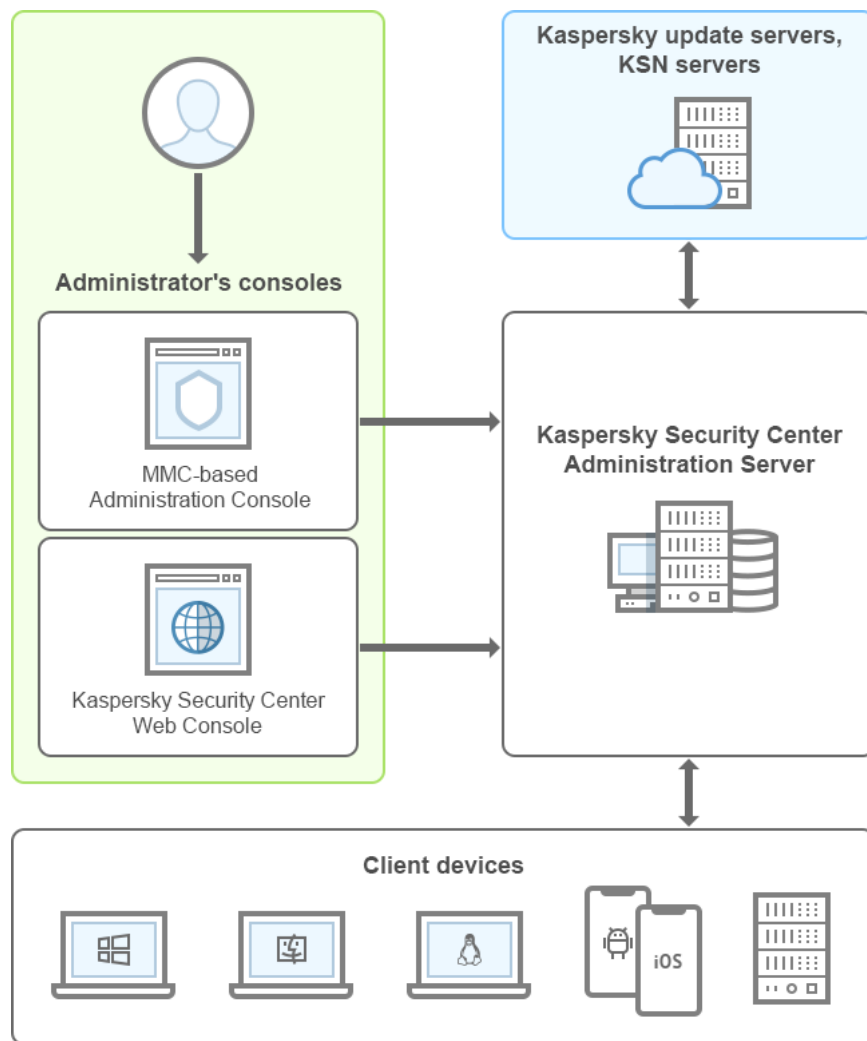 Kaspersky update servers,
KSN servers
Administrator's consoles
MMC-based
Administration Console
Kaspersky Security Center
Web Console
Kaspersky Security Center
Administration Server
Client devices
iOS